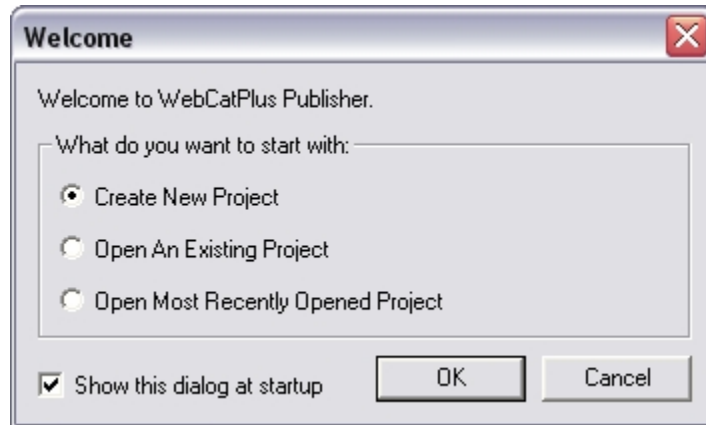 Welcome
Welcome to WebCatPlus Publisher.
What do you want to start with:
Create New Project
Open An Existing Project
Open Most Recently Opened Project
Show this dialog at startup
OK
Cancel